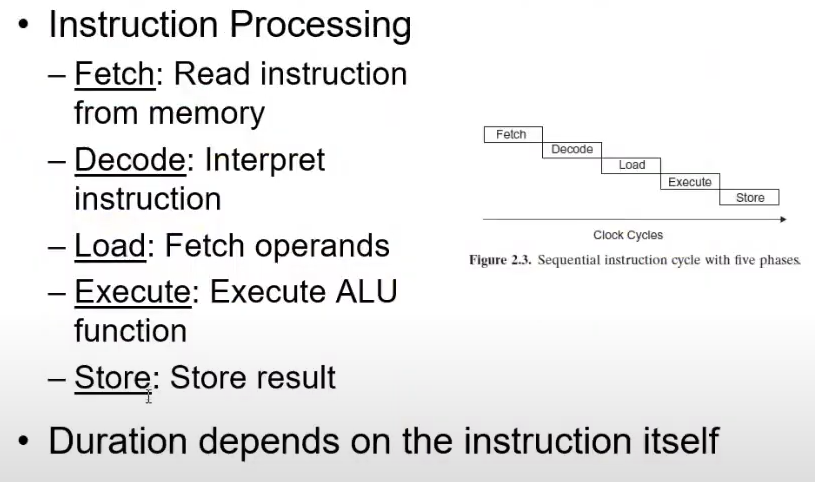 • Instruction Processing
– Fetch: Read instruction
from memory
– Decode: Interpret
instruction
– Load: Fetch operands
– Execute: Execute ALU
function
– Store: Store result
• Duration depends on the instruction itself
Fetch
Decode
Load
Execute
Store
Clock Cycles
Figure 2.3. Sequential instruction cycle with five phases.